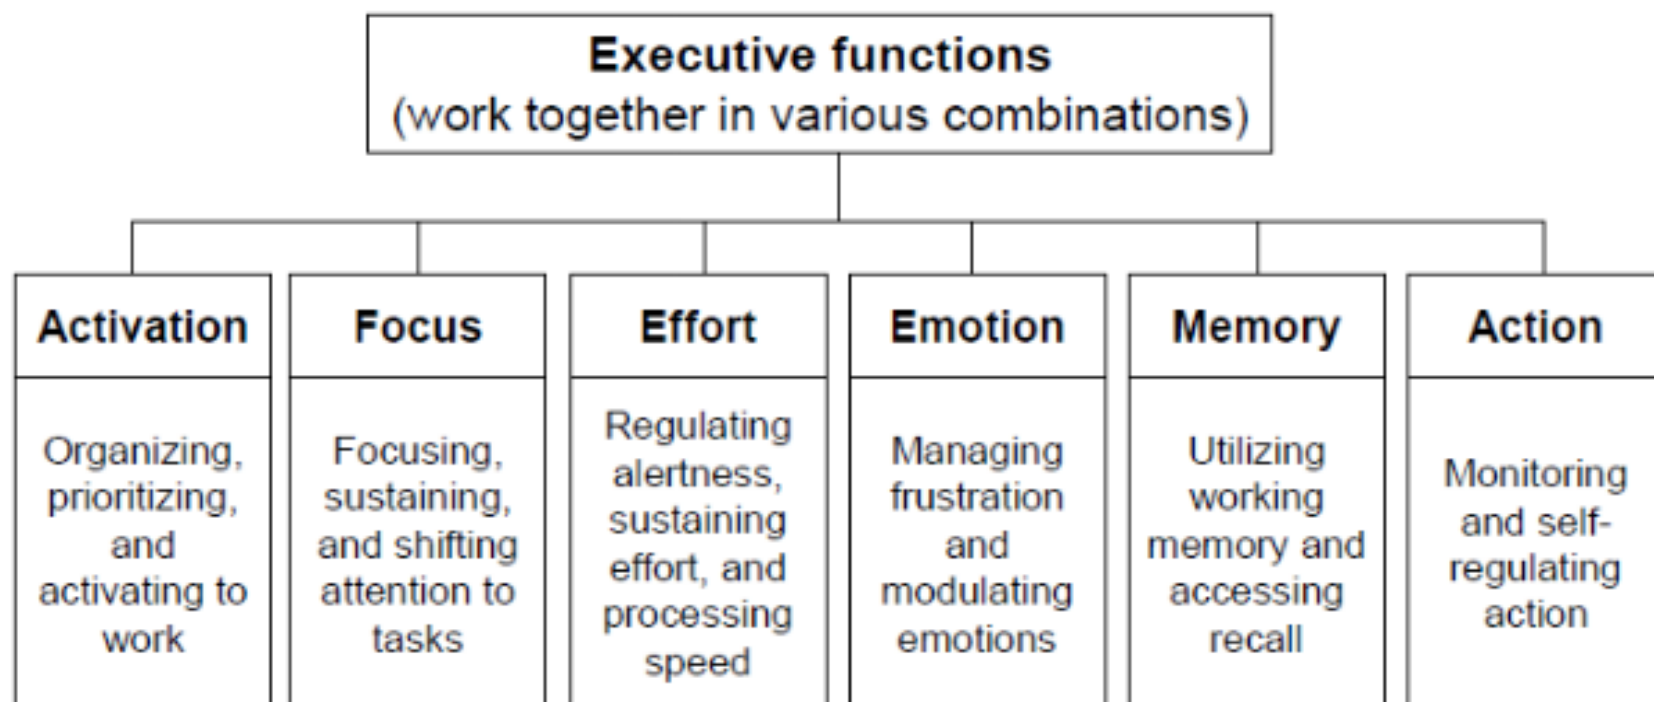 Executive functions
(work together in various combinations)
Activation
Organizing,
prioritizing,
and
activating to
work
Focus
Focusing,
sustaining,
and shifting
attention to
tasks
Effort
Regulating
alertness,
sustaining
effort, and
processing
speed
Emotion
Managing
frustration
and
modulating
emotions
Memory
Utilizing
working
memory and
accessing
recall
Action
Monitoring
and self-
regulating
action